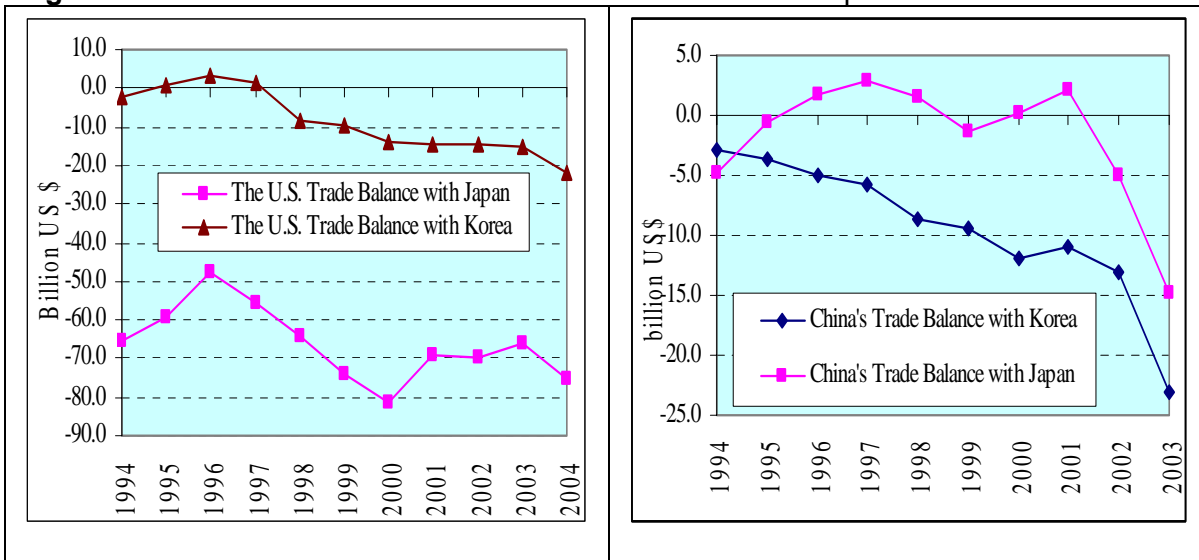 10.0
0.0
-10.0
-20.0
-30.0
-40.0
-50.0
-60.0
-70.0
-80.0
-90.0
Billion US $
The U.S. Trade Balance with Japan
The U.S. Trade Balance with Korea
1994 1995 1996 1997 1998 1999 2000 2001 2002 2003 2004
5.0
0.0
-5.0
-10.0
-15.0
-20.0
-25.0
billion US$
China's Trade Balance with Korea
China's Trade Balance with Japan
1994 1995 1996 1997 1998 1999 2000 2001 2002 2003